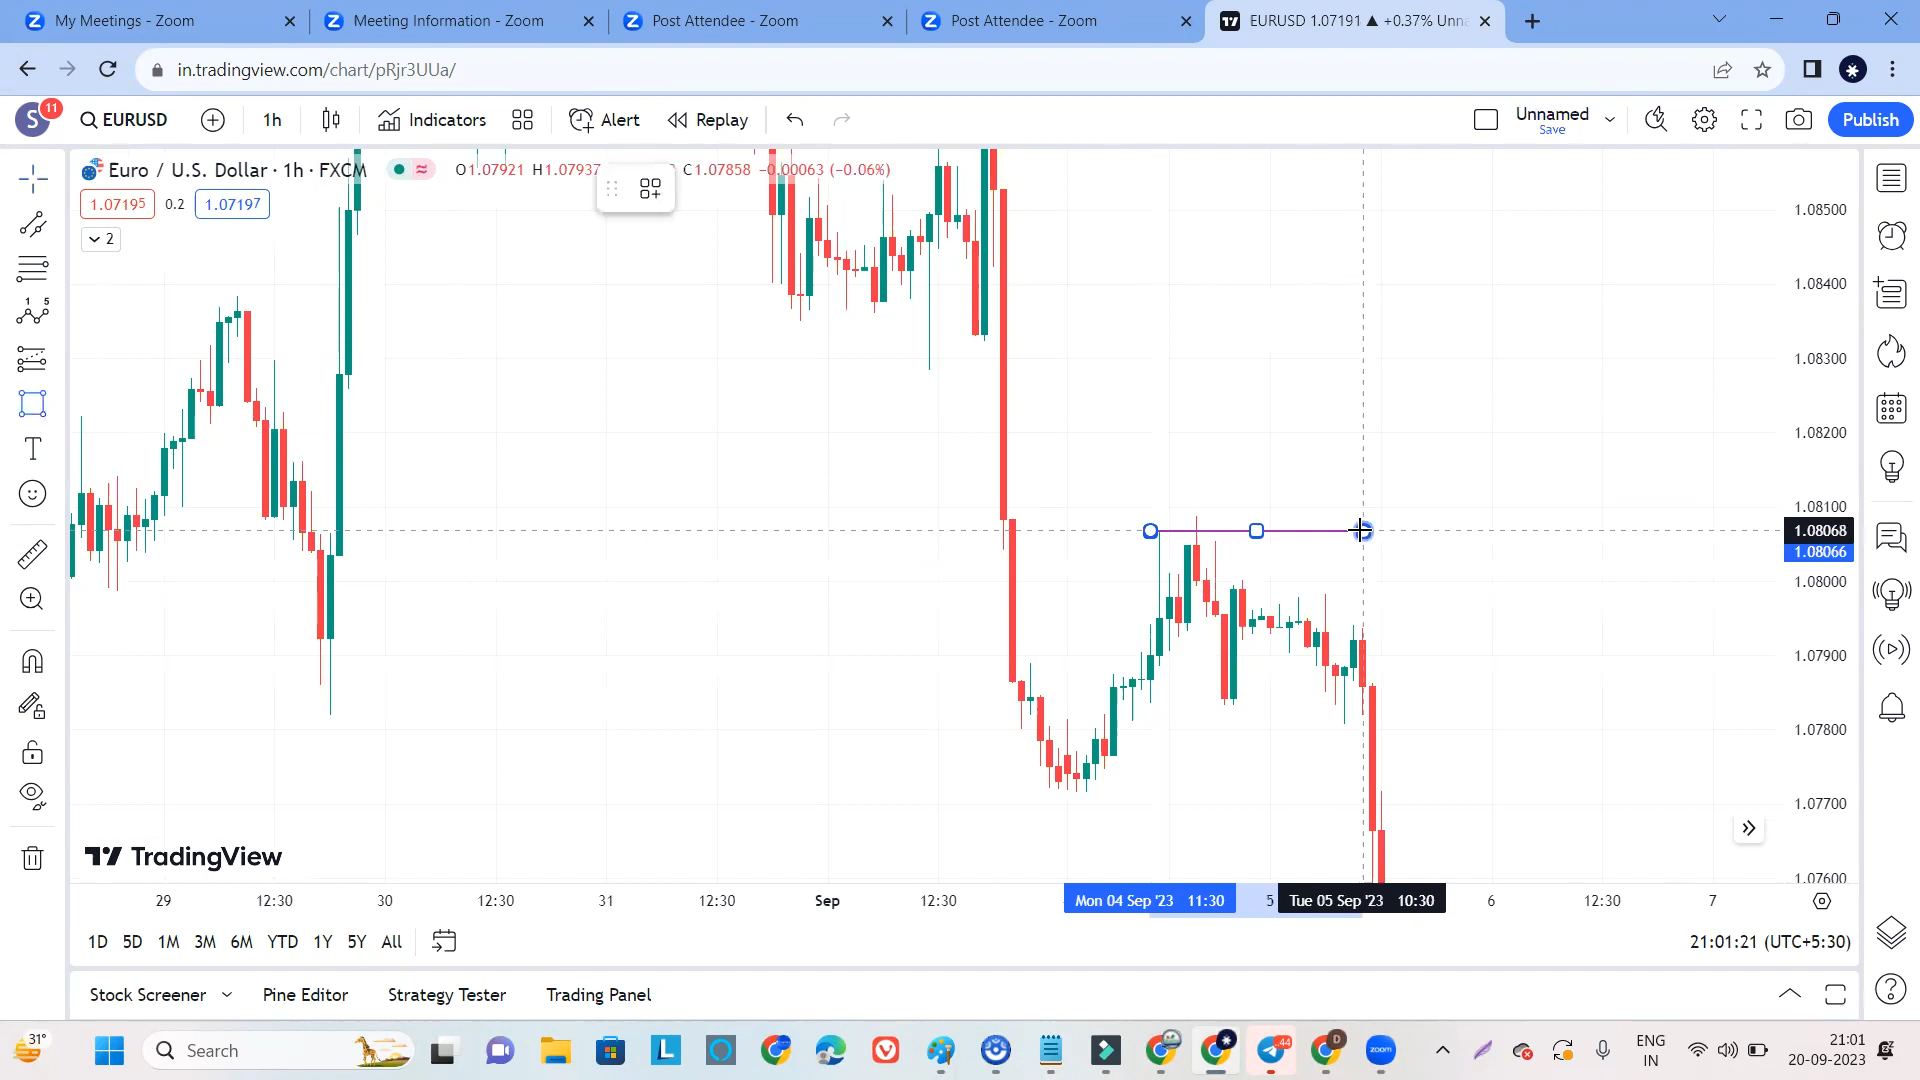 My Meetings - Zoom
Meeting Information - Zoom
Post Attendee - Zoom
Post Attendee - Zoom
EURUSD 1.07191 ▲ +0.37% Unna
in.tradingview.com/chart/pRjr3UUa/
S
11
EURUSD
1h
Indicators
Alert
Replay
Unnamed
Save
Publish
Euro / U.S. Dollar · 1h · FXCM
O1.07921 H1.07937
C1.07858 −0.00063 (−0.06%)
1.07195
0.2
1.07197
2
1.08500
1.08400
1.08300
1.08200
1.08100
1.08068
1.08066
1.08000
1.07900
1.07800
1.07700
1.07600
TradingView
29
12:30
30
12:30
31
12:30
Sep
12:30
Mon 04 Sep '23 11:30
5
Tue 05 Sep '23 10:30
6
12:30
7
1D
5D
1M
3M
6M
YTD
1Y
5Y
All
21:01:21 (UTC+5:30)
Stock Screener
Pine Editor
Strategy Tester
Trading Panel
31°
Search
L
44
D
zoom
ENG
IN
21:01
20-09-2023